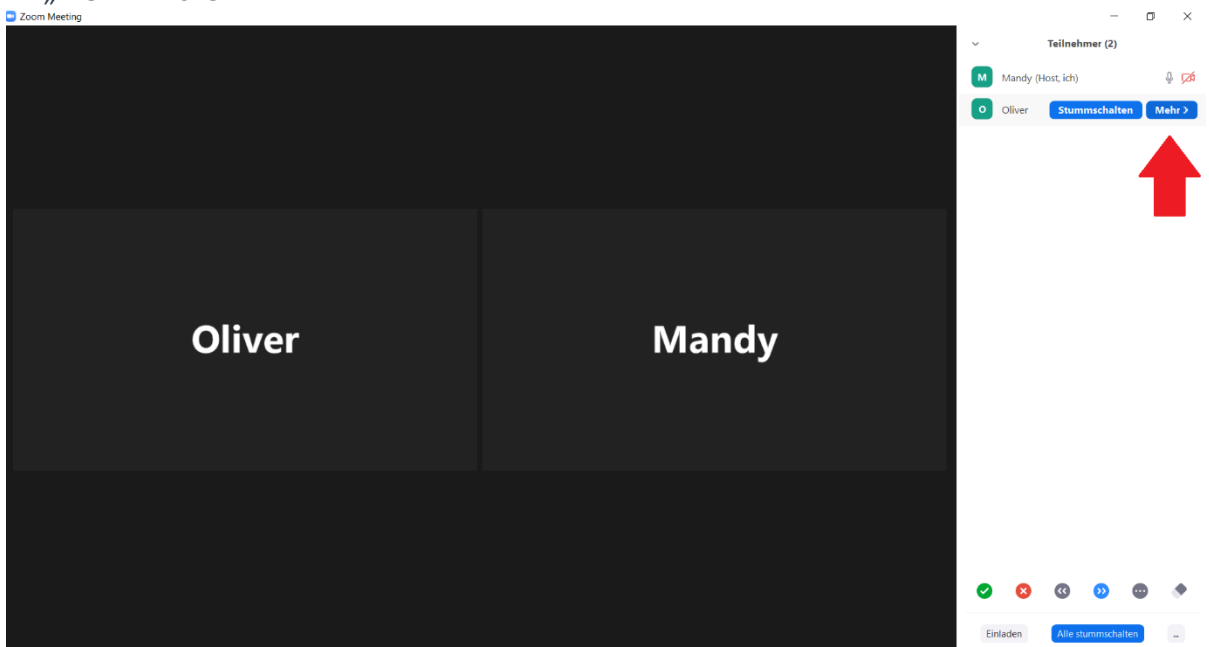 Zoom Meeting
Teilnehmer (2)
M Mandy (Host, ich)
O Oliver Stummschalten Mehr >
Oliver
Mandy
Einladen Alle stummschalten ...